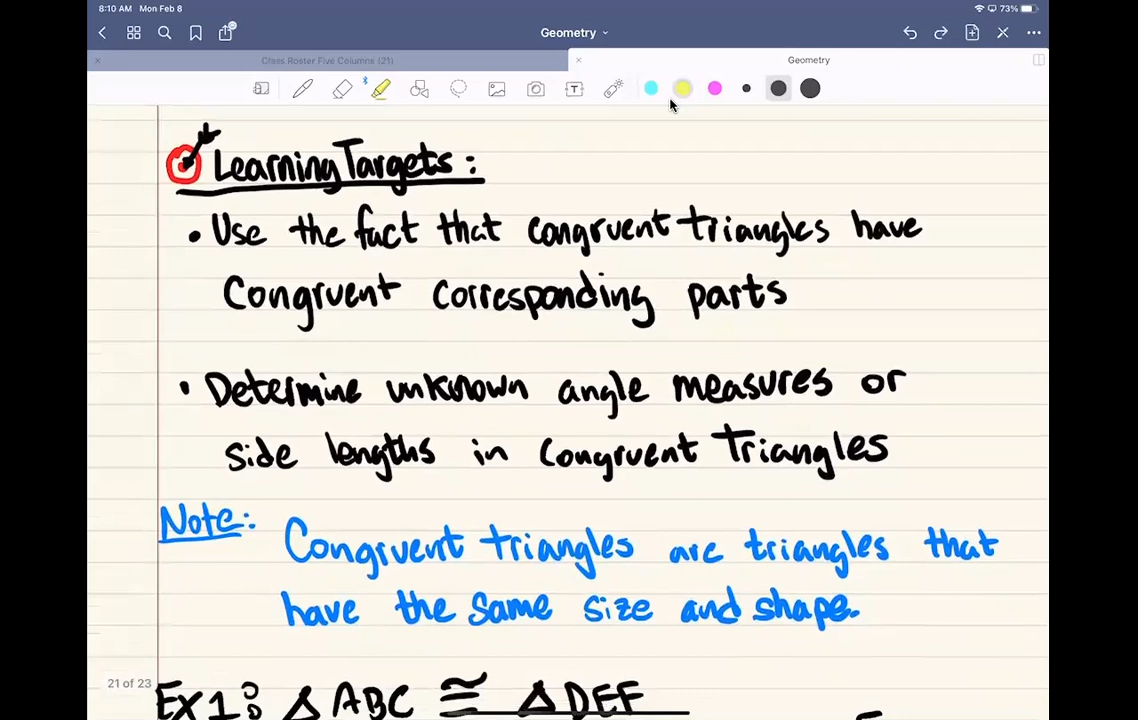 8:10 AM Mon Feb 8
73%
Geometry
Class Roster Five Columns (21)
Geometry
Learning Targets:
• Use the fact that congruent triangles have
Congruent corresponding parts
• Determine unknown angle measures or
side lengths in Congruent Triangles
Note: Congruent triangles are triangles that
have the same size and shape.
21 of 23
Ex1: △ ABC ≅ △ DEF